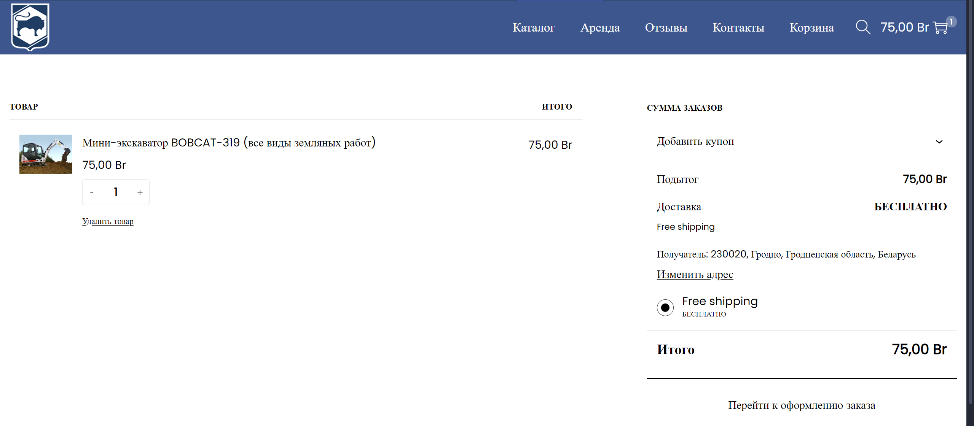 Каталог Аренда Отзывы Контакты Корзина 75,00 Br 1
ТОВАР ИТОГО
Мини-экскаватор BOBCAT-319 (все виды земляных работ) 75,00 Br
75,00 Br
- 1 +
Удалить товар
СУММА ЗАКАЗОВ
Добавить купон
Подытог 75,00 Br
Доставка БЕСПЛАТНО
Free shipping
Получатель: 230020, Гродно, Гродненская область, Беларусь
Изменить адрес
Free shipping
БЕСПЛАТНО
Итого 75,00 Br
Перейти к оформлению заказа